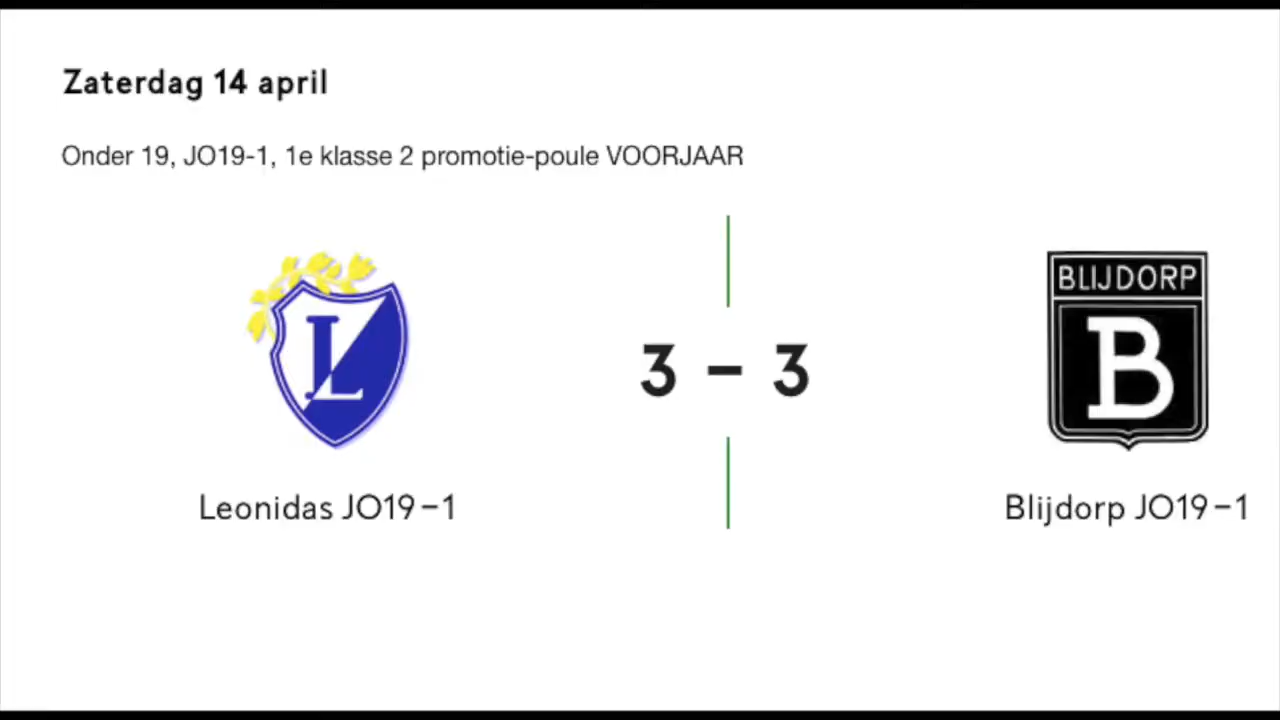 Zaterdag 14 april
Onder 19, JO19-1, 1e klasse 2 promotie-poule VOORJAAR
BLIJDORP
L
B
3 - 3
Leonidas JO19-1
Blijdorp JO19-1